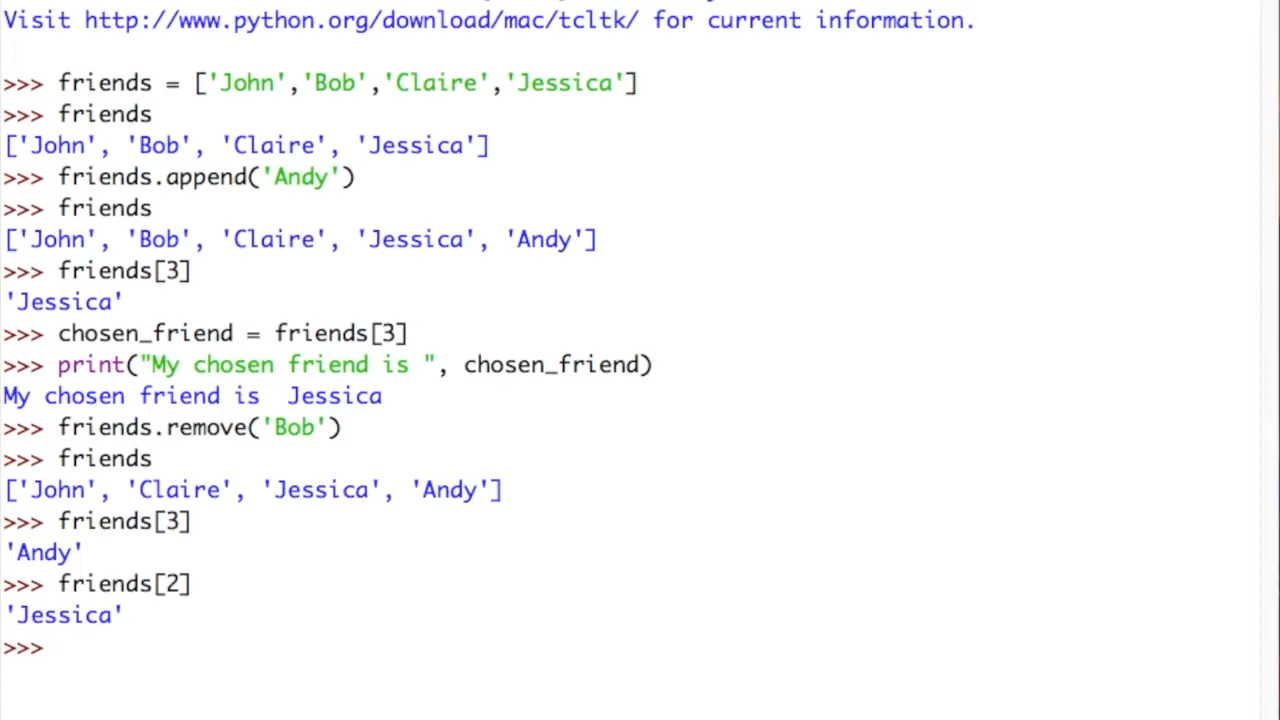 Visit http://www.python.org/download/mac/tcltk/ for current information.
>>> friends = ['John','Bob','Claire','Jessica']
>>> friends
['John', 'Bob', 'Claire', 'Jessica']
>>> friends.append('Andy')
>>> friends
['John', 'Bob', 'Claire', 'Jessica', 'Andy']
>>> friends[3]
'Jessica'
>>> chosen_friend = friends[3]
>>> print("My chosen friend is ", chosen_friend)
My chosen friend is  Jessica
>>> friends.remove('Bob')
>>> friends
['John', 'Claire', 'Jessica', 'Andy']
>>> friends[3]
'Andy'
>>> friends[2]
'Jessica'
>>>